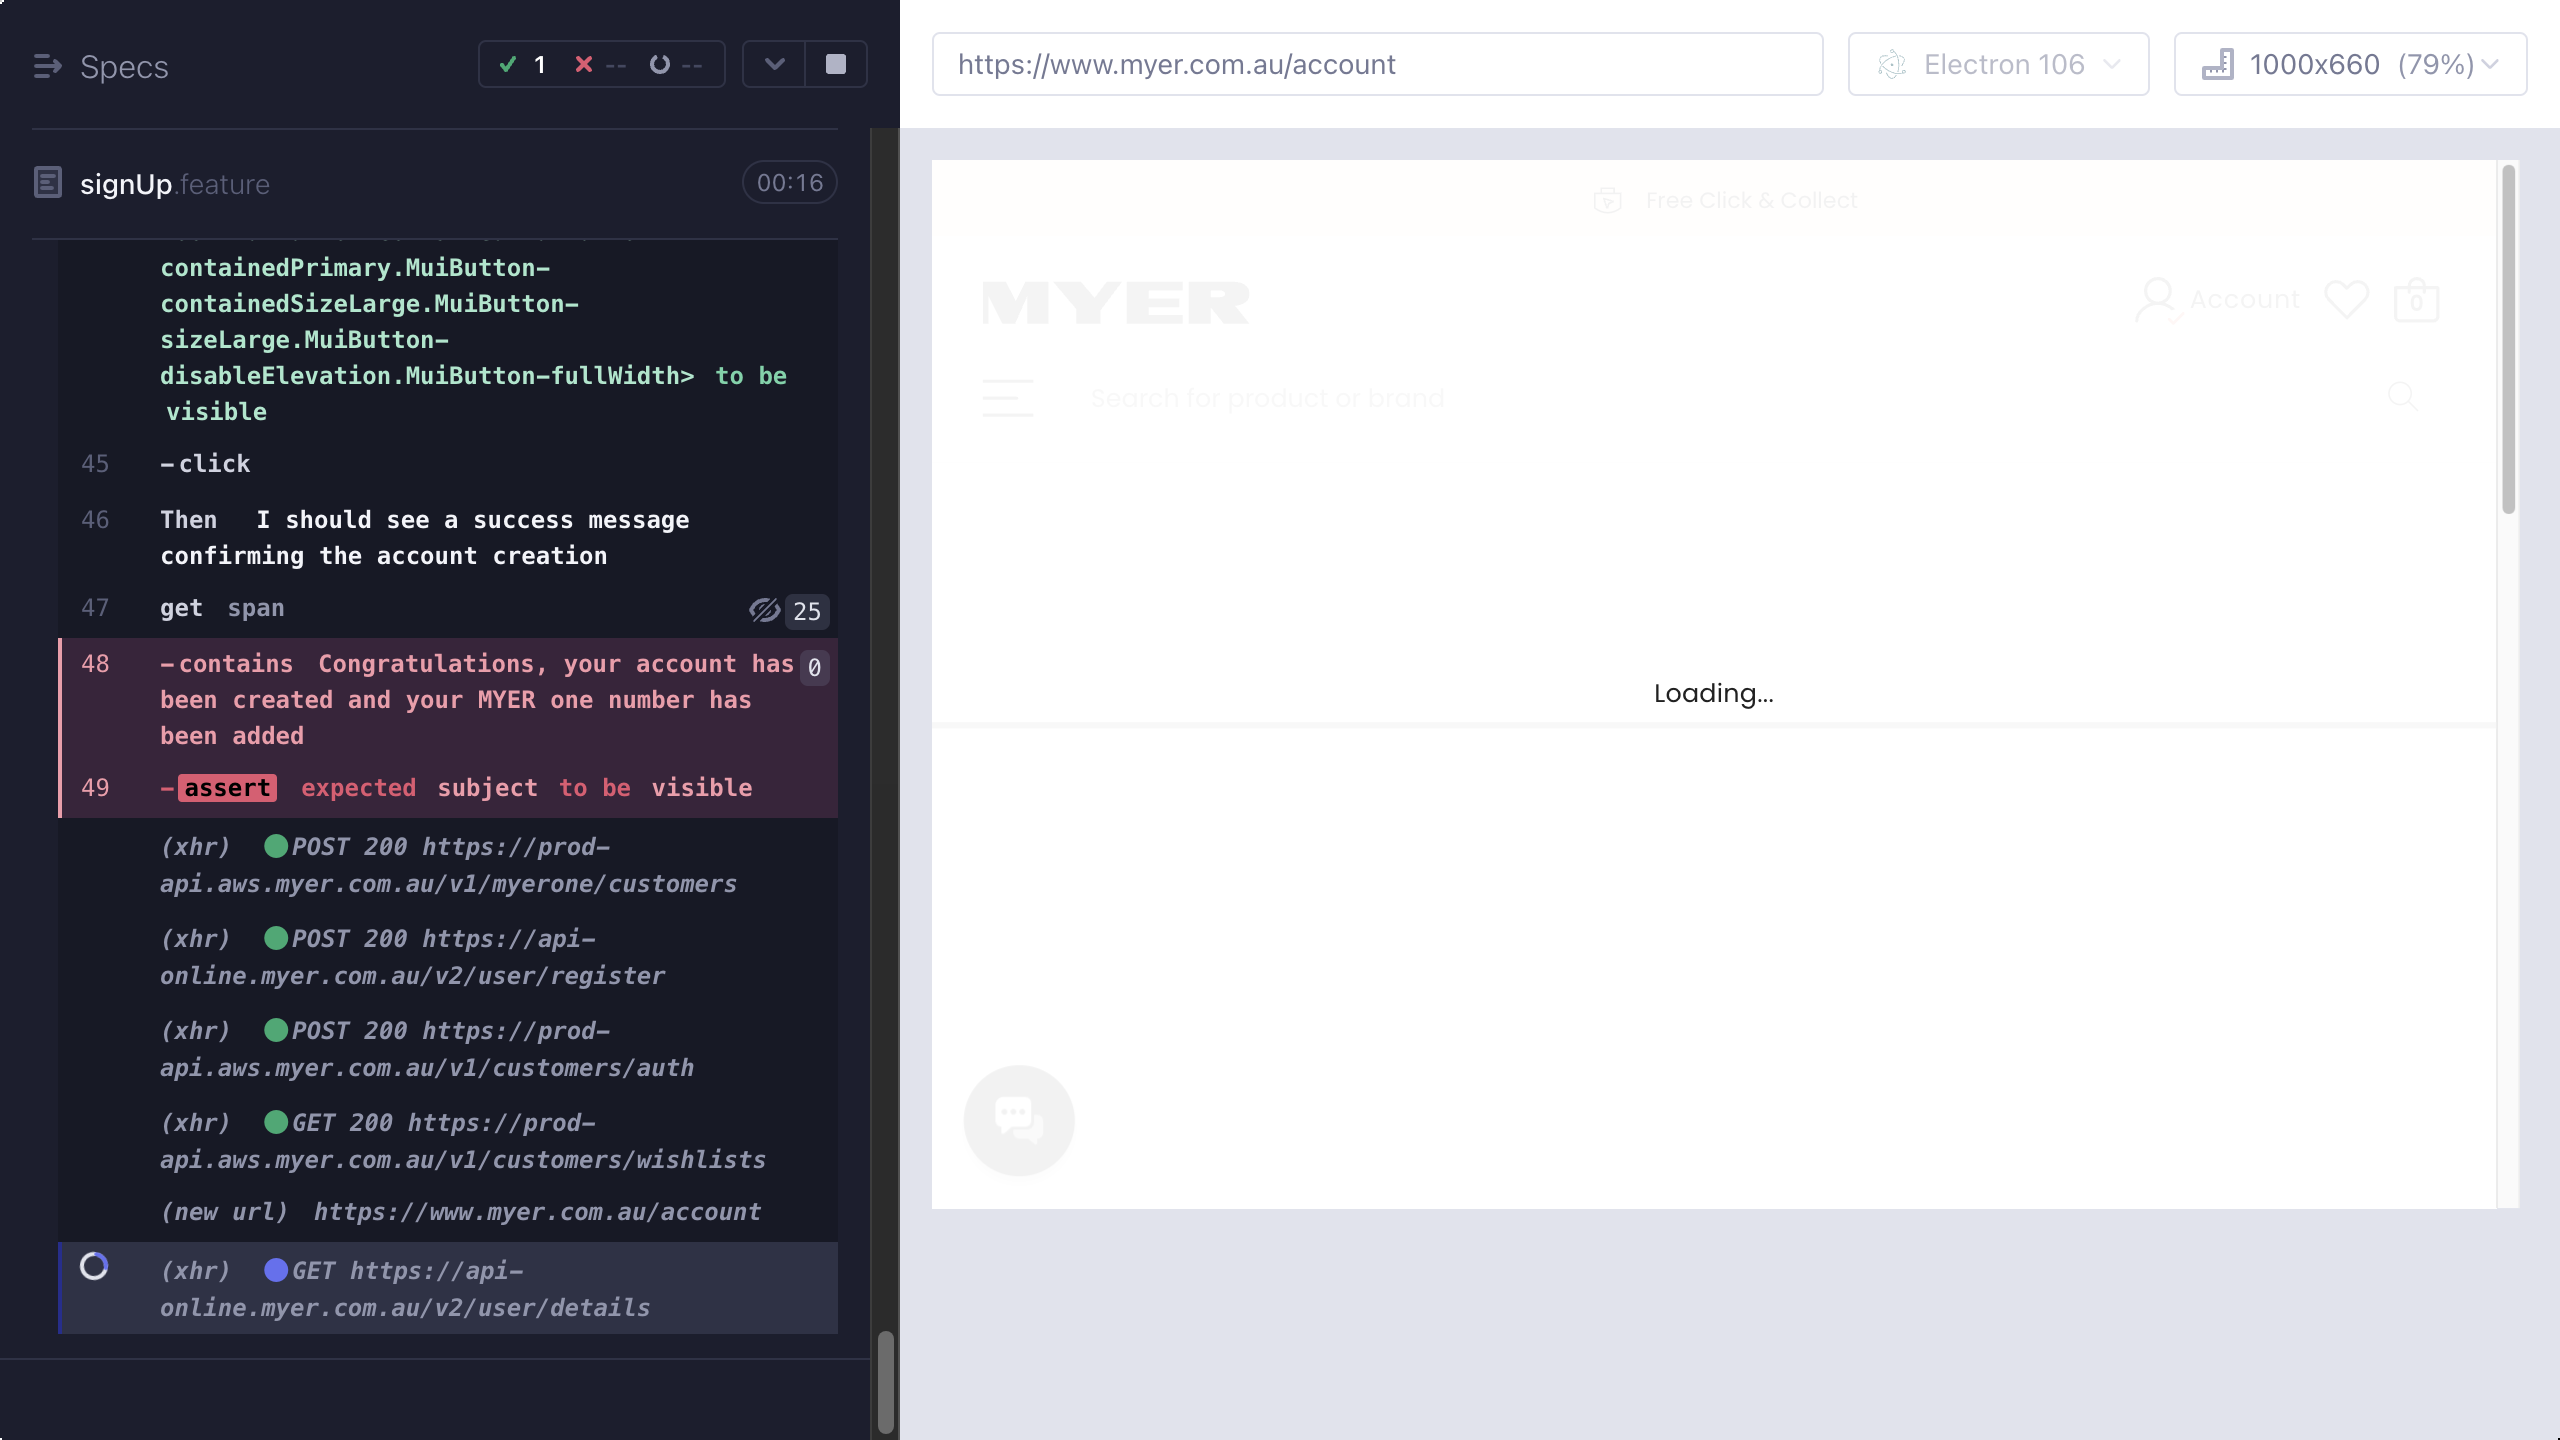 Specs
1
--
--
signUp.feature
00:16
containedPrimary.MuiButton-
containedSizeLarge.MuiButton-
sizeLarge.MuiButton-
disableElevation.MuiButton-fullWidth> to be
visible
45 -click
46 Then I should see a success message
confirming the account creation
47 get span 25
48 -contains Congratulations, your account has 0
been created and your MYER one number has
been added
49 -assert expected subject to be visible
(xhr) POST 200 https://prod-
api.aws.myer.com.au/v1/myerone/customers
(xhr) POST 200 https://api-
online.myer.com.au/v2/user/register
(xhr) POST 200 https://prod-
api.aws.myer.com.au/v1/customers/auth
(xhr) GET 200 https://prod-
api.aws.myer.com.au/v1/customers/wishlists
(new url) https://www.myer.com.au/account
(xhr) GET https://api-
online.myer.com.au/v2/user/details
https://www.myer.com.au/account
Electron 106
1000x660 (79%)
Free Click & Collect
MYER
Account
0
Search for product or brand
Loading...